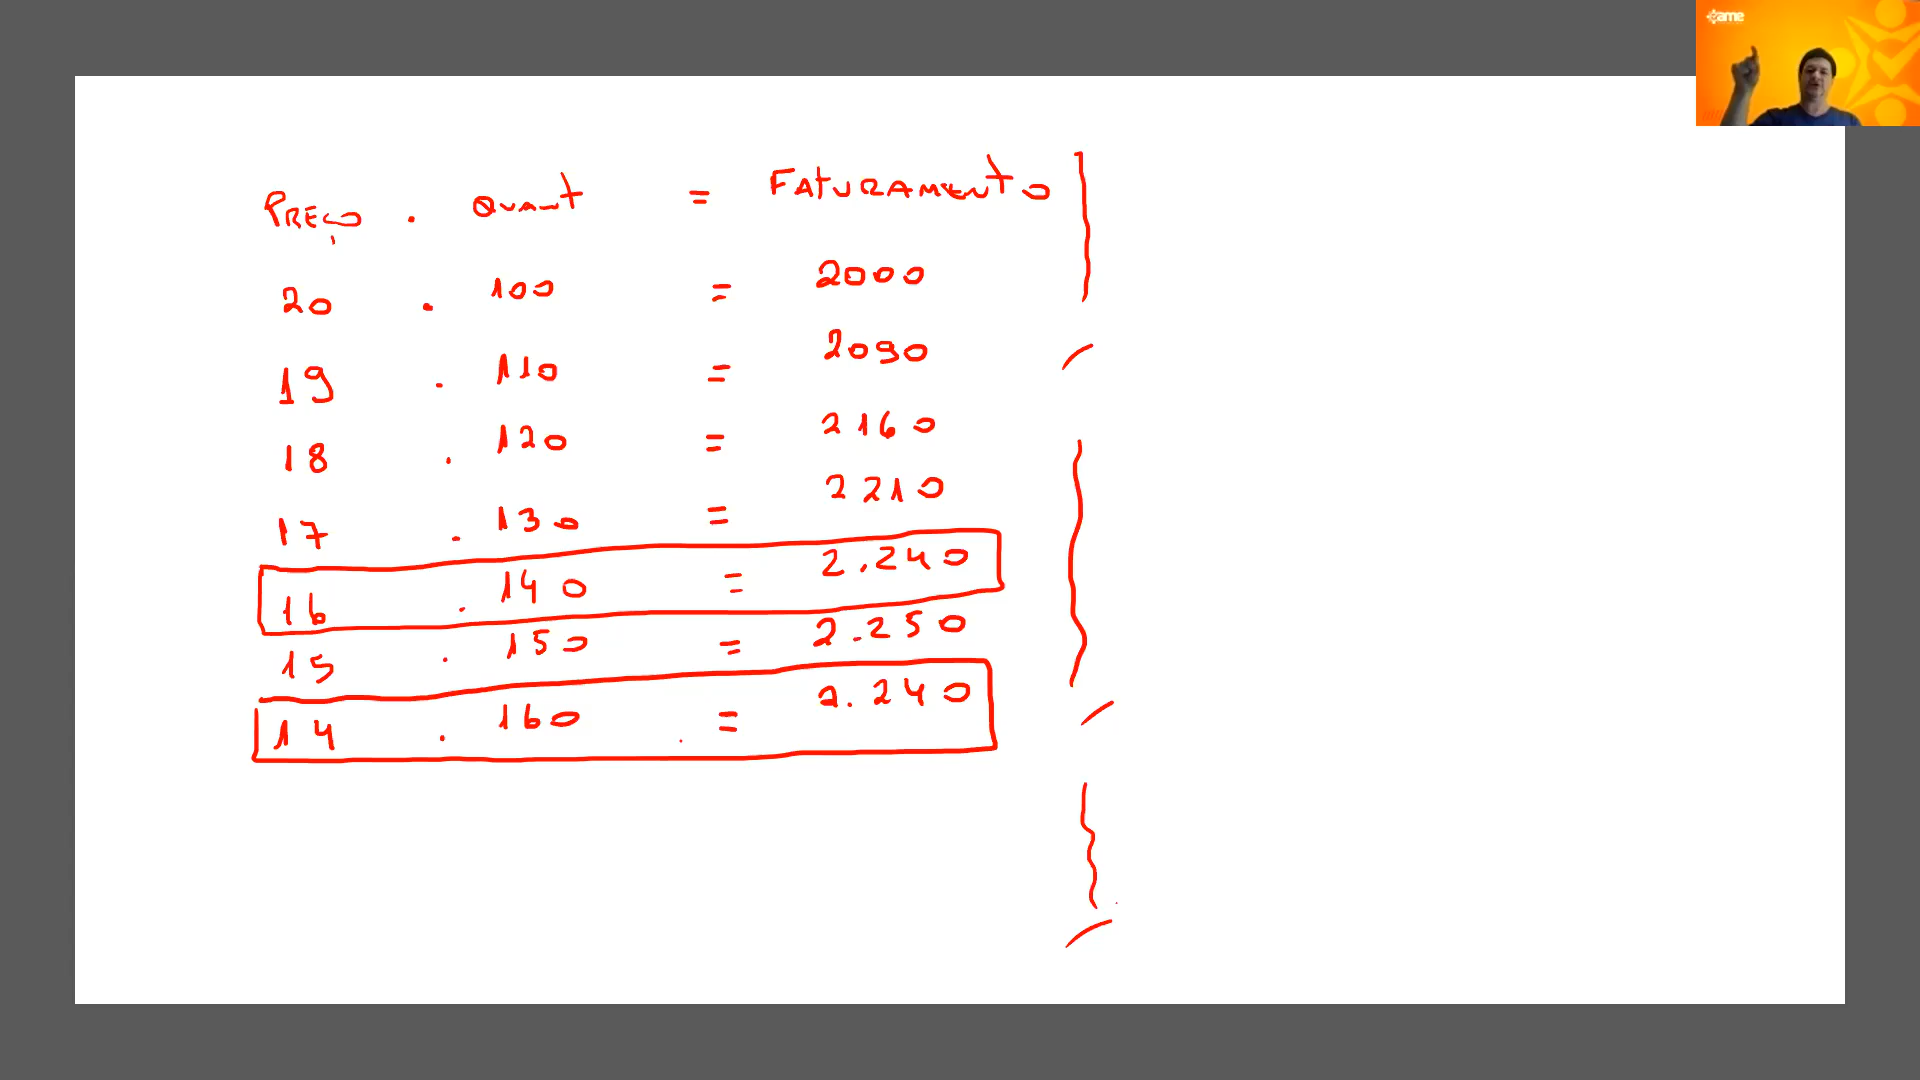 eame
PREÇO . QUANT = FATURAMENTO
20 . 100 = 2000
19 . 110 = 2090
18 . 120 = 2160
17 . 130 = 2210
16 . 140 = 2.240
15 . 150 = 2.250
14 . 160 = 2.240